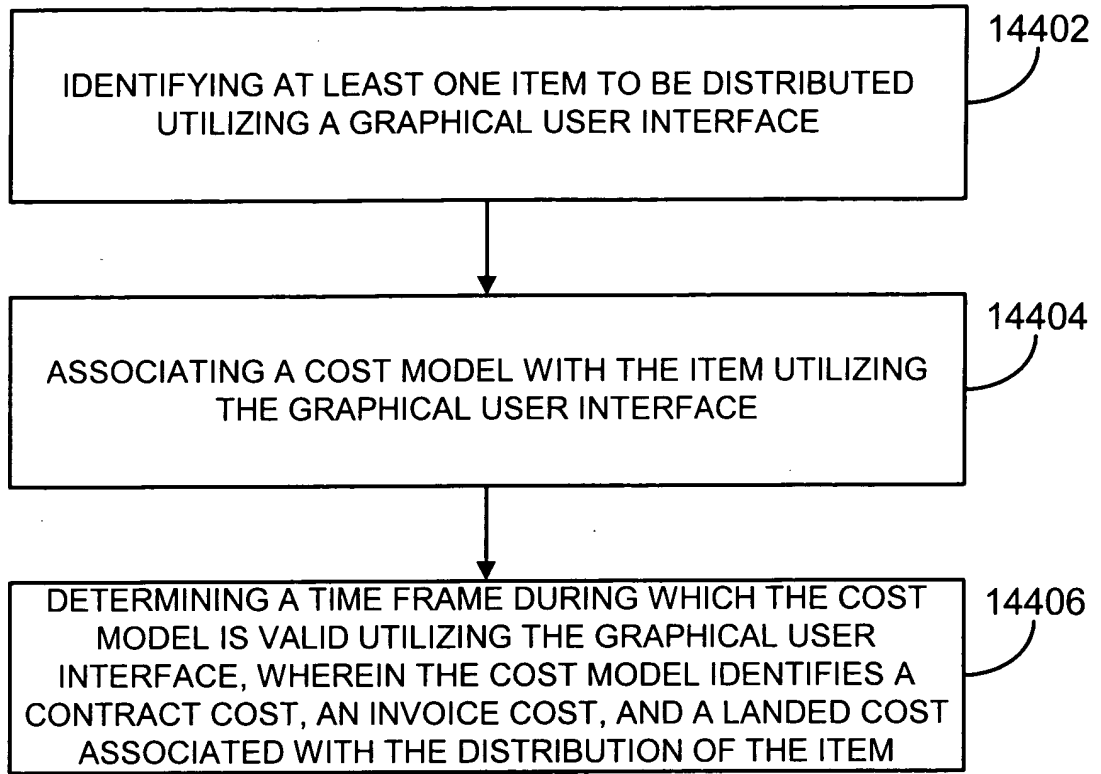 14402
IDENTIFYING AT LEAST ONE ITEM TO BE DISTRIBUTED
UTILIZING A GRAPHICAL USER INTERFACE
14404
ASSOCIATING A COST MODEL WITH THE ITEM UTILIZING
THE GRAPHICAL USER INTERFACE
14406
DETERMINING A TIME FRAME DURING WHICH THE COST
MODEL IS VALID UTILIZING THE GRAPHICAL USER
INTERFACE, WHEREIN THE COST MODEL IDENTIFIES A
CONTRACT COST, AN INVOICE COST, AND A LANDED COST
ASSOCIATED WITH THE DISTRIBUTION OF THE ITEM